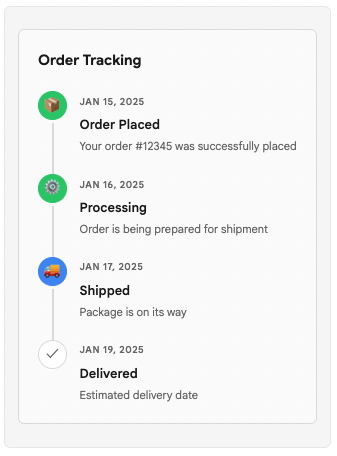 Order Tracking
JAN 15, 2025
Order Placed
Your order #12345 was successfully placed
JAN 16, 2025
Processing
Order is being prepared for shipment
JAN 17, 2025
Shipped
Package is on its way
JAN 19, 2025
Delivered
Estimated delivery date